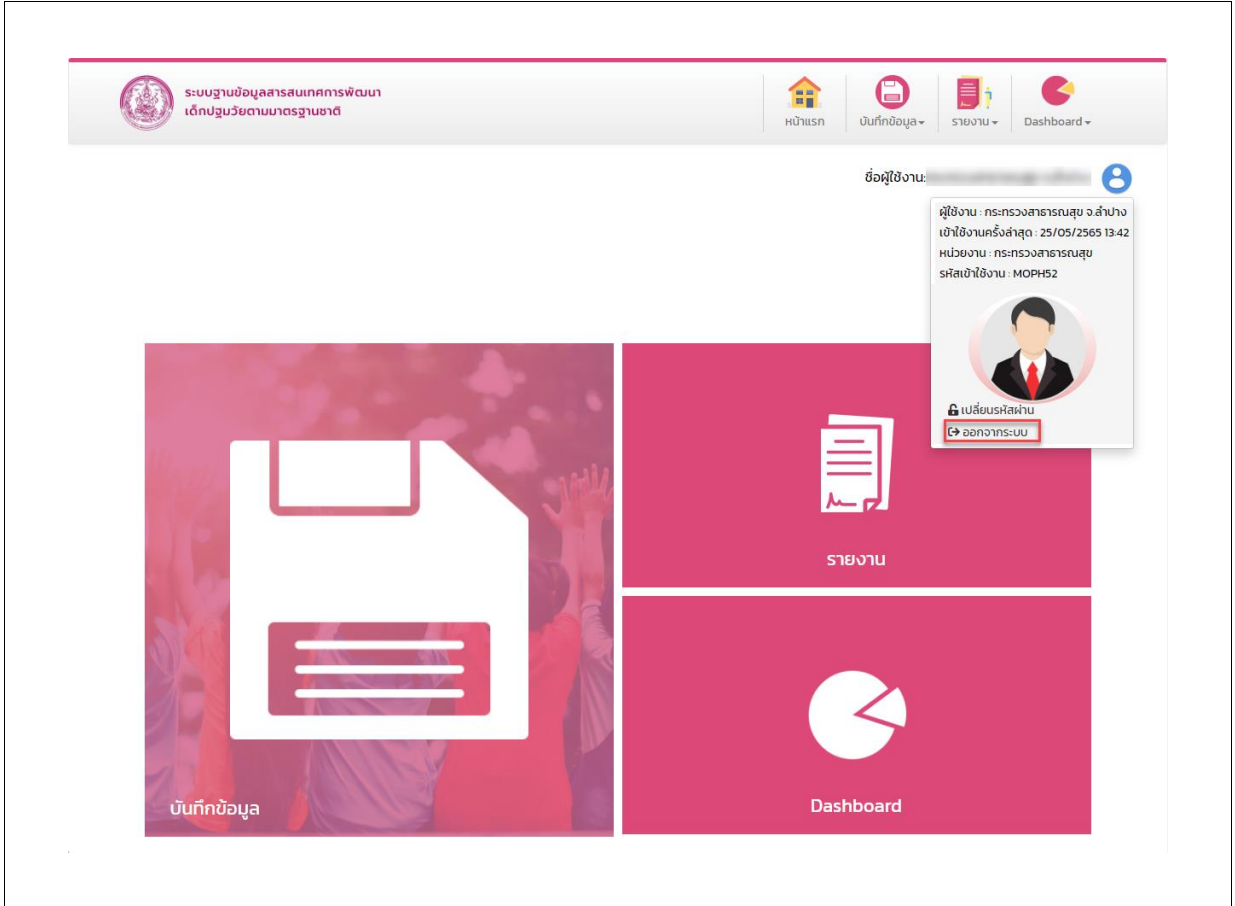 ระบบฐานข้อมูลสารสนเทศการพัฒนา
เด็กปฐมวัยตามมาตรฐานชาติ
หน้าแรก
บันทึกข้อมูล
รายงาน
Dashboard
ชื่อผู้ใช้งาน:
ผู้ใช้งาน : กระทรวงสาธารณสุข จ.ลำปาง
เข้าใช้งานครั้งล่าสุด : 25/05/2565 13:42
หน่วยงาน : กระทรวงสาธารณสุข
รหัสเข้าใช้งาน : MOPH52
เปลี่ยนรหัสผ่าน
ออกจากระบบ
รายงาน
บันทึกข้อมูล
Dashboard